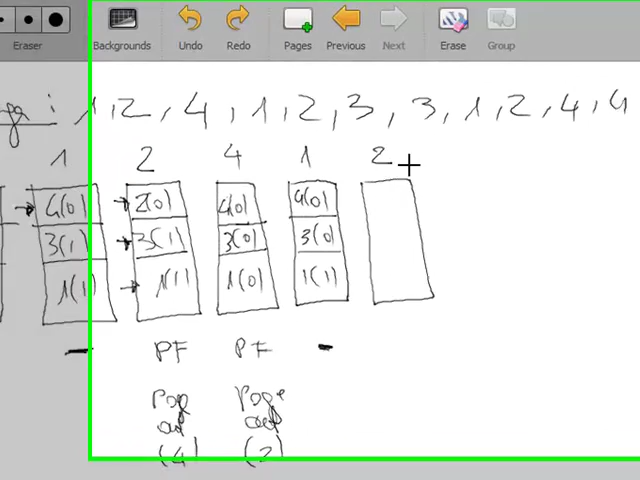 Eraser Backgrounds Undo Redo Pages Previous Next Erase Group
: 1, 2, 4, 1, 2, 3, 3, 1, 2, 4, 4
1 2 4 1 2
4(0) 2(0) 4(0) 4(0)
3(1) 3(1) 3(0) 3(0)
1(1) 1(1) 1(0) 1(1)
- PF PF -
Pag Page
out out
(4) (2)